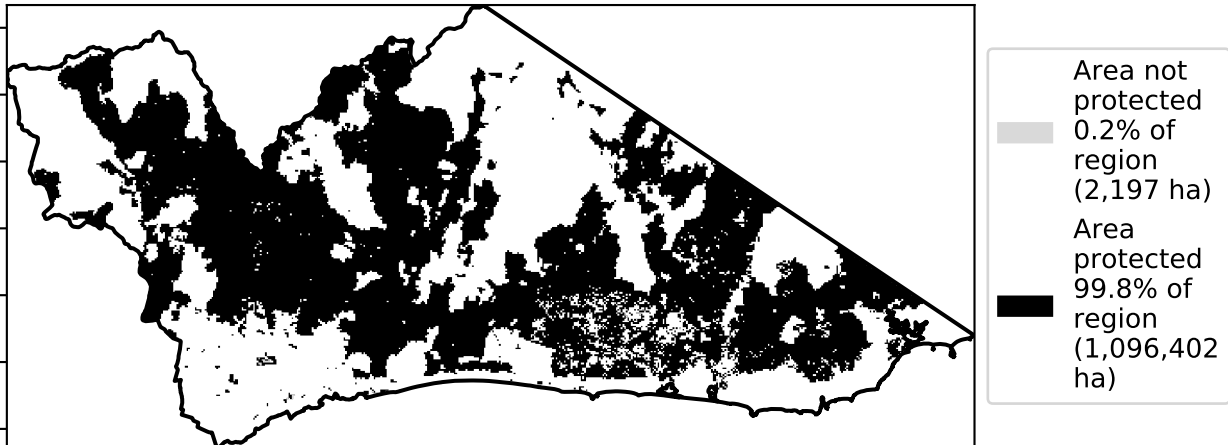 Area not
protected
0.2% of
region
(2,197 ha)
Area
protected
99.8% of
region
(1,096,402
ha)